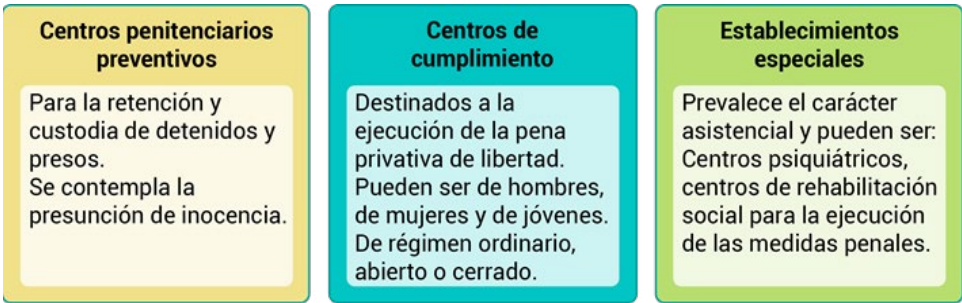 Centros penitenciarios
preventivos
Para la retención y
custodia de detenidos y
presos.
Se contempla la
presunción de inocencia.
Centros de
cumplimiento
Destinados a la
ejecución de la pena
privativa de libertad.
Pueden ser de hombres,
de mujeres y de jóvenes.
De régimen ordinario,
abierto o cerrado.
Establecimientos
especiales
Prevalece el carácter
asistencial y pueden ser:
Centros psiquiátricos,
centros de rehabilitación
social para la ejecución
de las medidas penales.